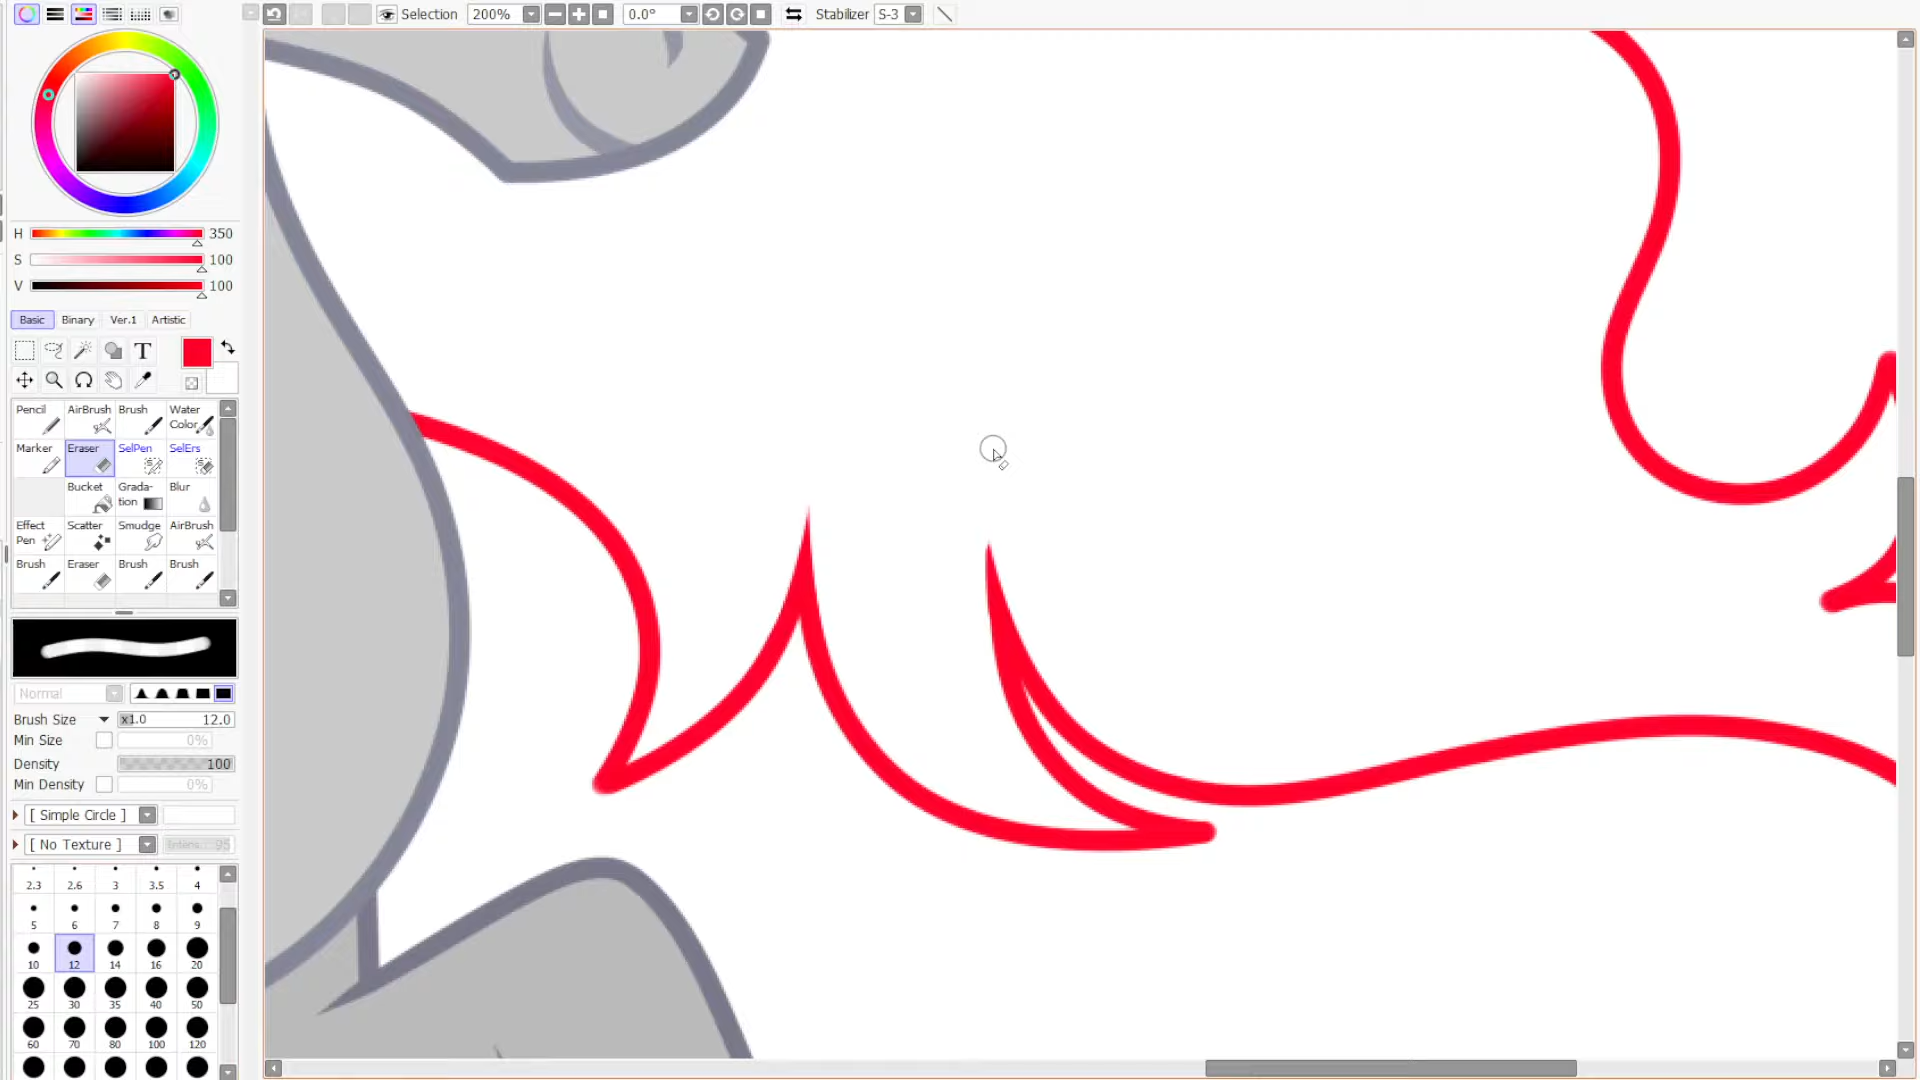 Selection 200% 0.0° Stabilizer S-3
H 350
S 100
V 100
Basic Binary Ver.1 Artistic
T
Pencil AirBrush Brush Water Color
Marker Eraser SelPen SelErs
Bucket Grada-tion Blur
Effect Pen Scatter Smudge AirBrush
Brush Eraser Brush Brush
Normal
Brush Size x1.0 12.0
Min Size 0%
Density 100
Min Density 0%
[ Simple Circle ]
[ No Texture ] 95
2.3 2.6 3 3.5 4
5 6 7 8 9
10 12 14 16 20
25 30 35 40 50
60 70 80 100 120